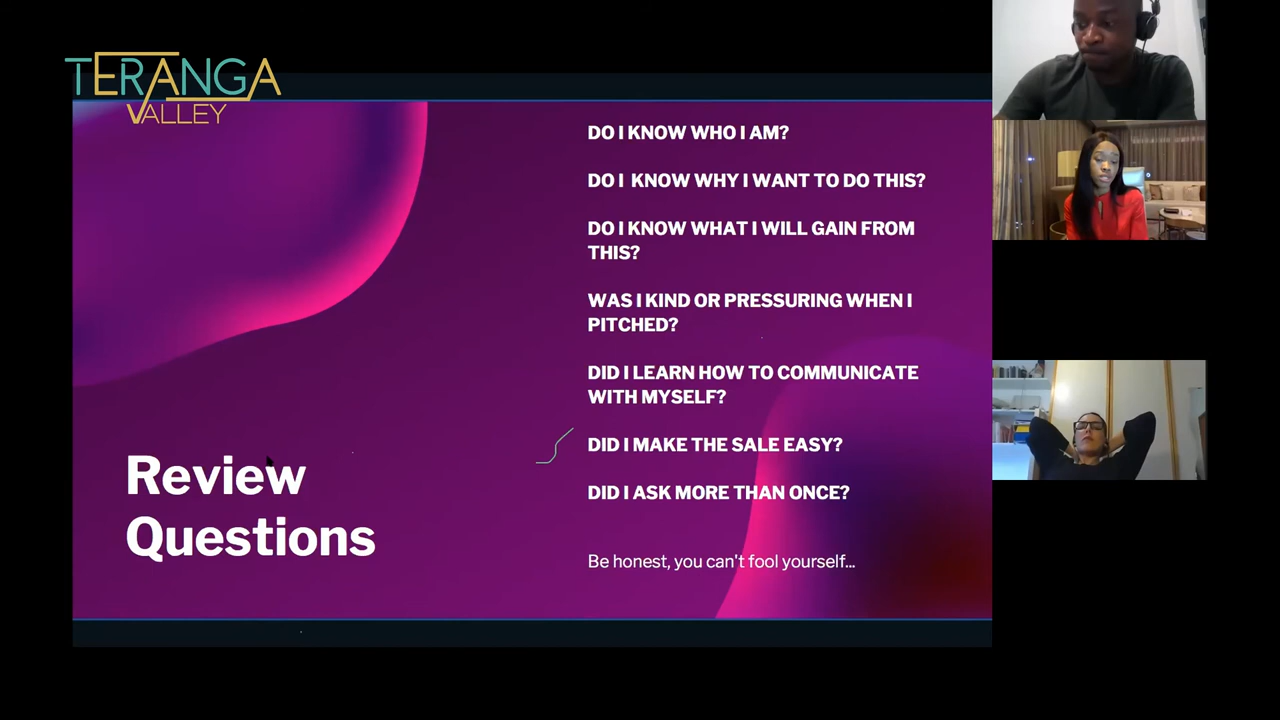 TERANGA
VALLEY
DO I KNOW WHO I AM?
DO I KNOW WHY I WANT TO DO THIS?
DO I KNOW WHAT I WILL GAIN FROM
THIS?
WAS I KIND OR PRESSURING WHEN I
PITCHED?
DID I LEARN HOW TO COMMUNICATE
WITH MYSELF?
DID I MAKE THE SALE EASY?
DID I ASK MORE THAN ONCE?
Be honest, you can't fool yourself...
Review
Questions